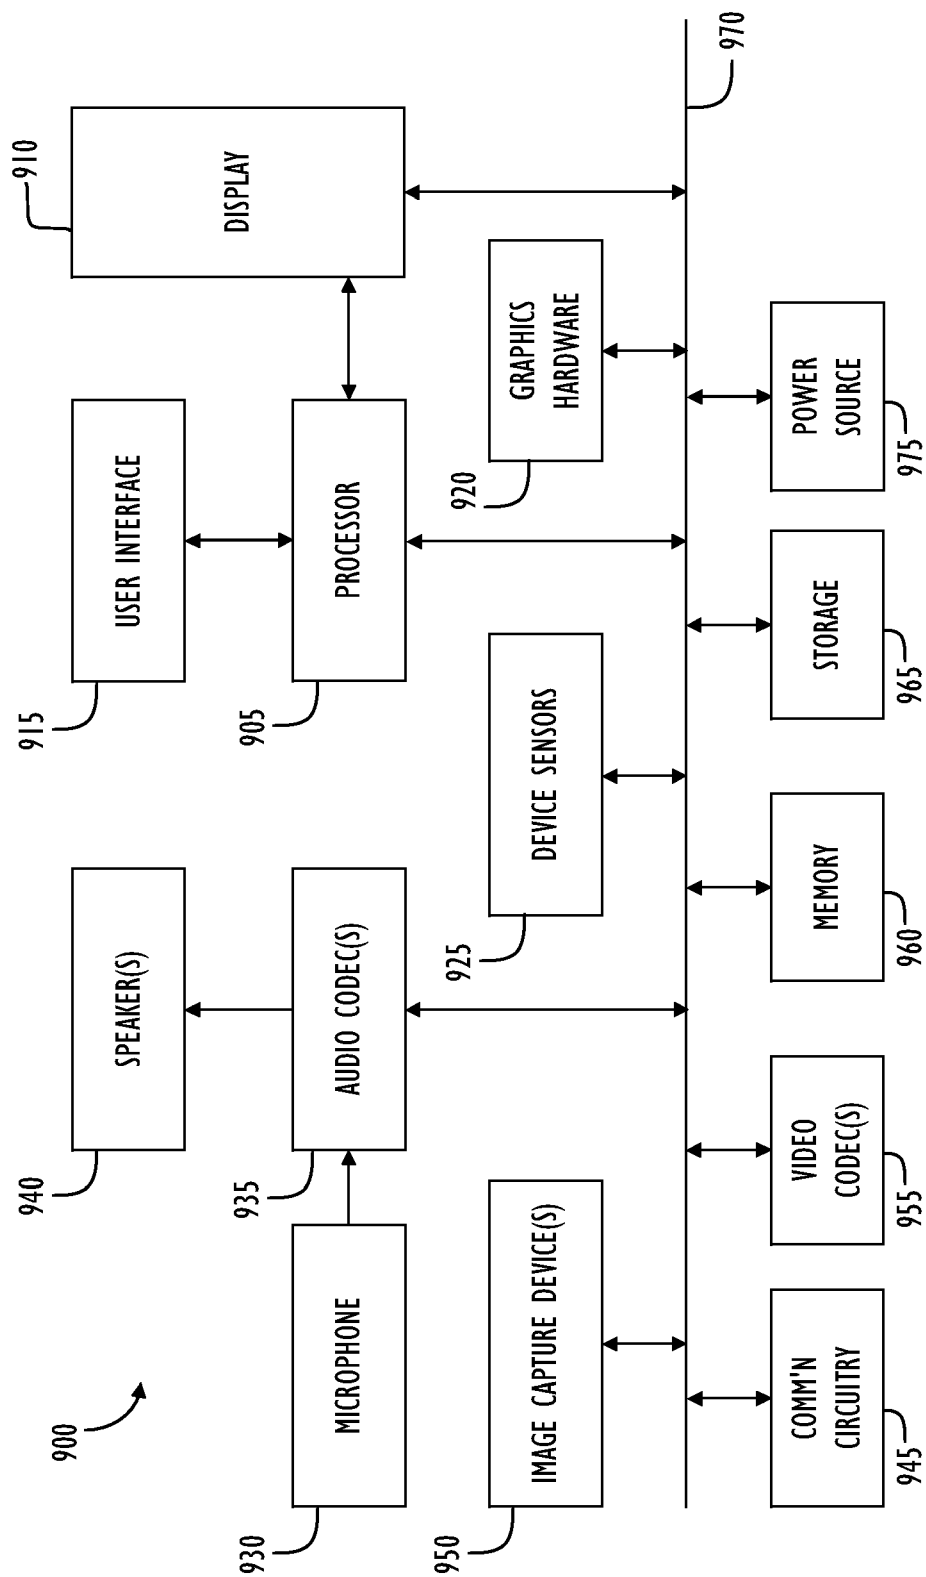 900
940
SPEAKER(S)
915
USER INTERFACE
910
DISPLAY
930
MICROPHONE
935
AUDIO CODEC(S)
905
PROCESSOR
950
IMAGE CAPTURE DEVICE(S)
925
DEVICE SENSORS
920
GRAPHICS
HARDWARE
970
COMM'N
CIRCUITRY
945
VIDEO
CODEC(S)
955
MEMORY
960
STORAGE
965
POWER
SOURCE
975